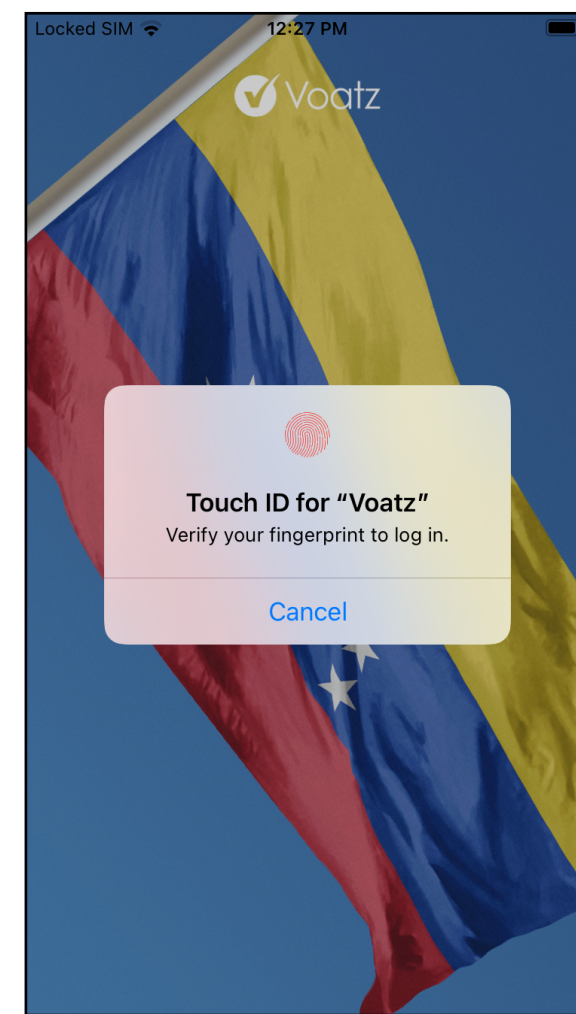 Locked SIM 12:27 PM
Voatz
Touch ID for “Voatz”
Verify your fingerprint to log in.
Cancel